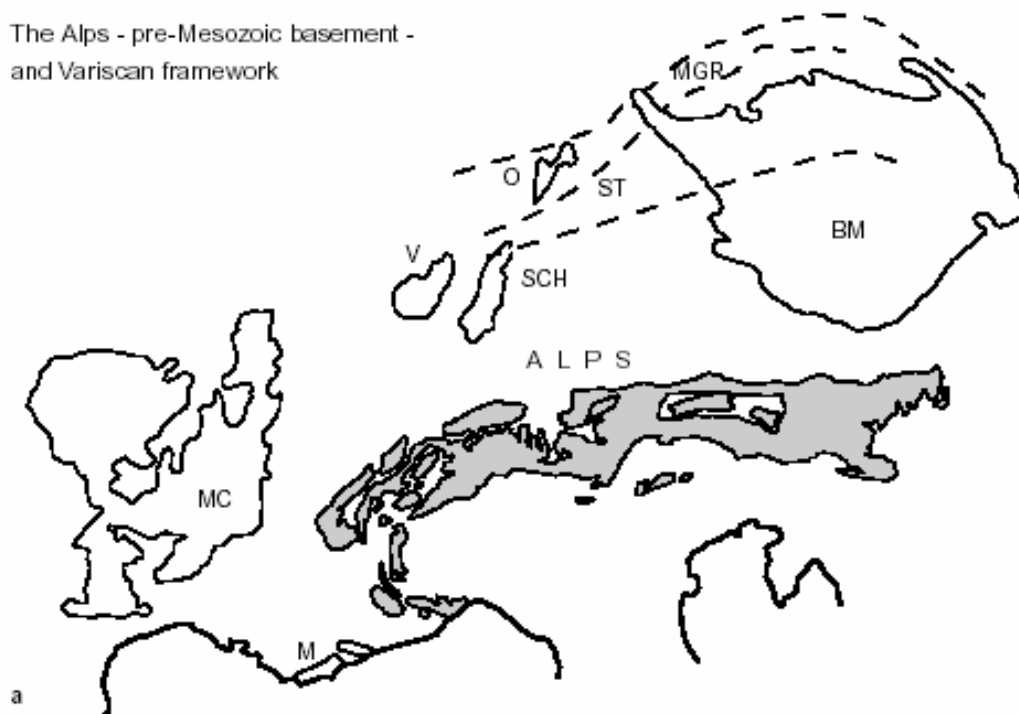 The Alps - pre-Mesozoic basement -
and Variscan framework
MGR
O
ST
BM
V
SCH
A L P S
MC
M
a